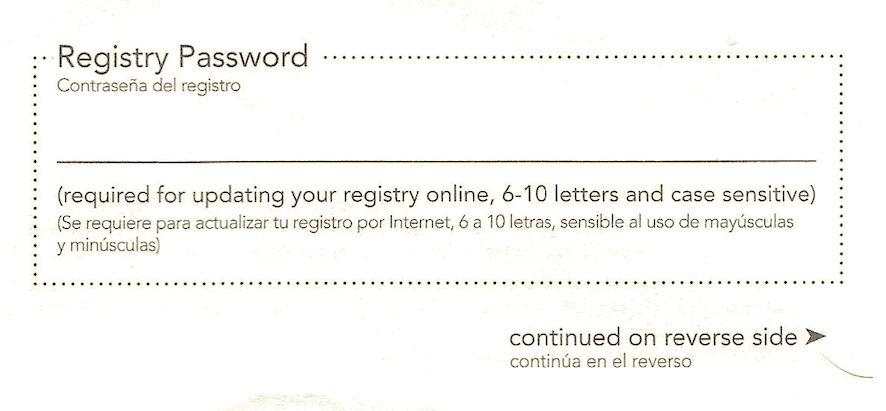 Registry Password
Contraseña del registro
(required for updating your registry online, 6-10 letters and case sensitive)
(Se requiere para actualizar tu registro por Internet, 6 a 10 letras, sensible al uso de mayúsculas
y minúsculas)
continued on reverse side ➤
continúa en el reverso